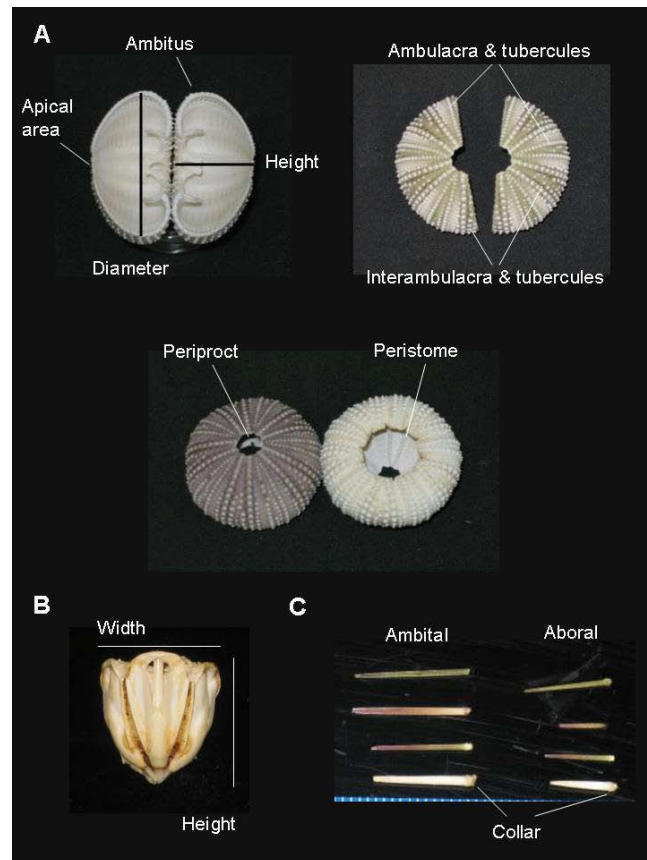 A
Ambitus
Ambulacra & tubercules
Apical
area
Height
Diameter
Interambulacra & tubercules
Periproct
Peristome
B
C
Width
Ambital
Aboral
Height
Collar